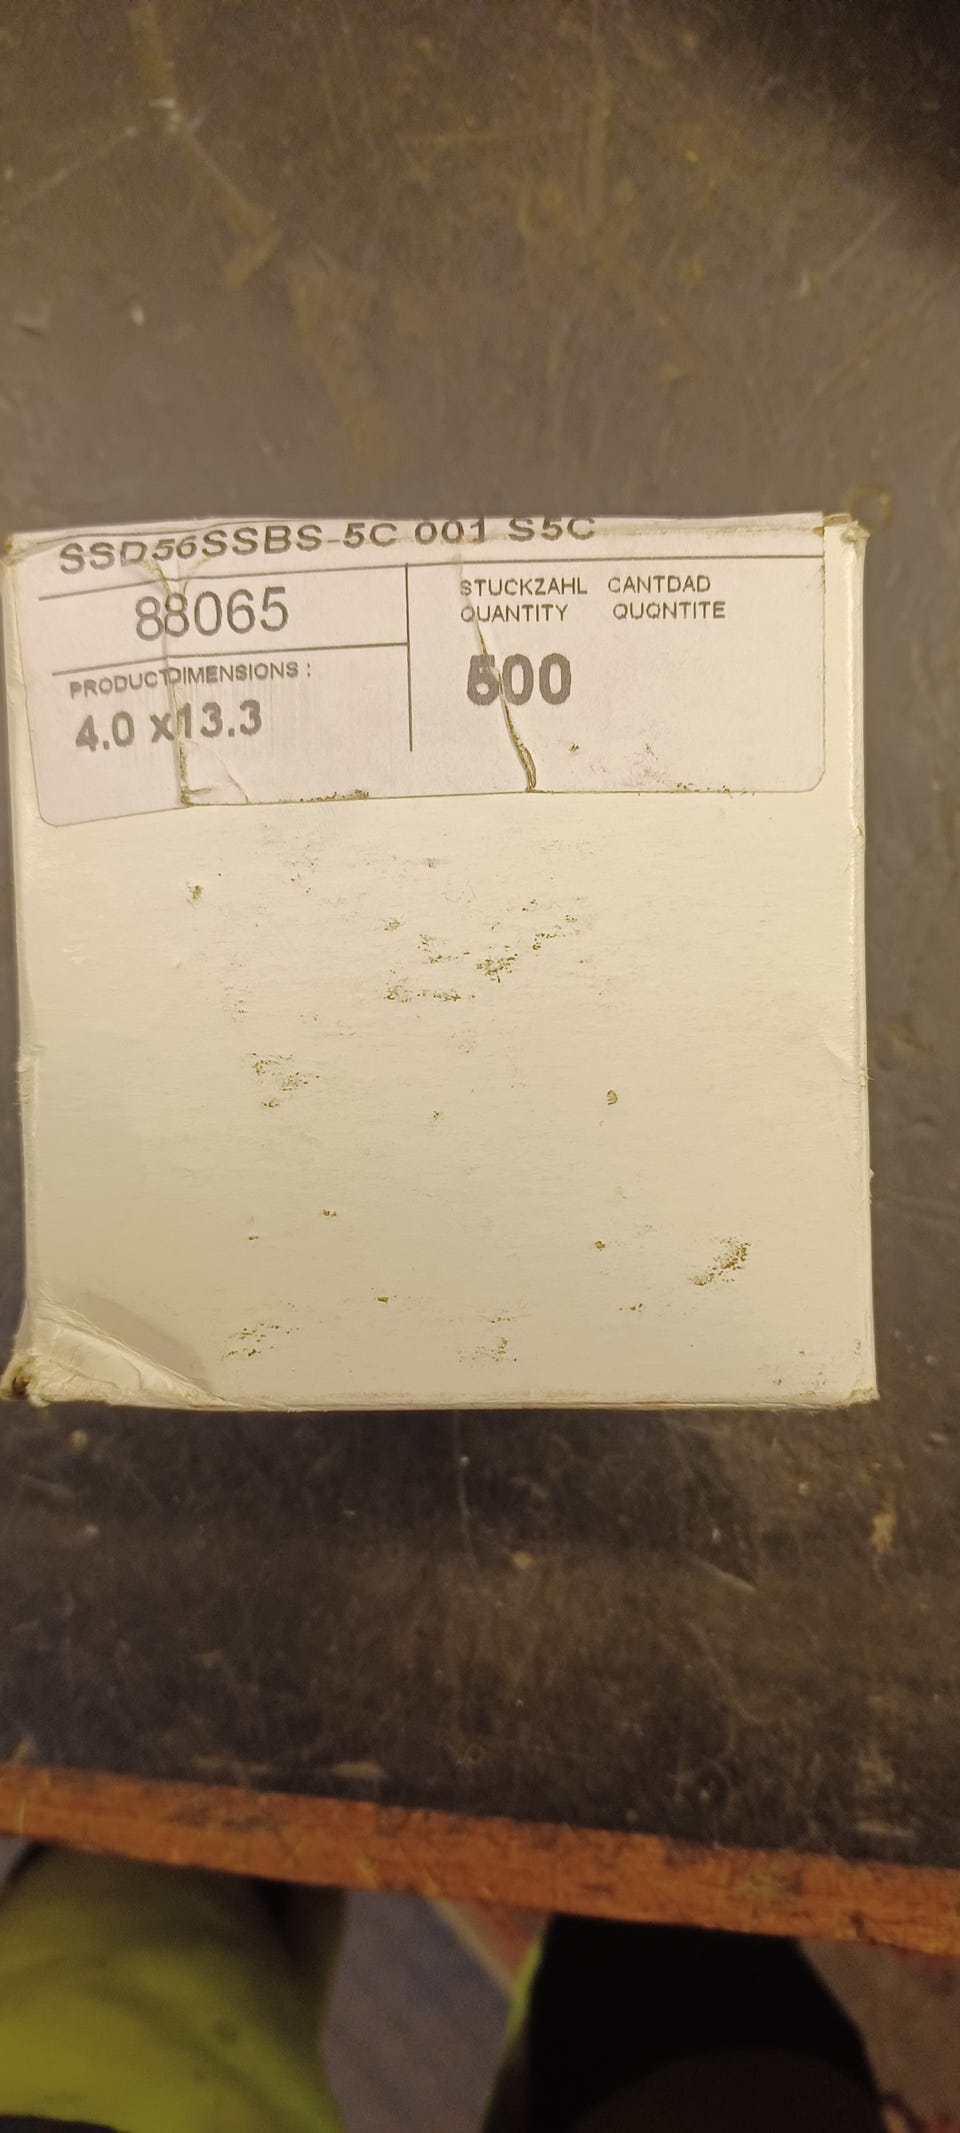 SSD56SSBS-5C 001 S5C
88065
STUCKZAHL CANTDAD
QUANTITY QUQNTITE
PRODUCTDIMENSIONS :
4.0 x13.3
500